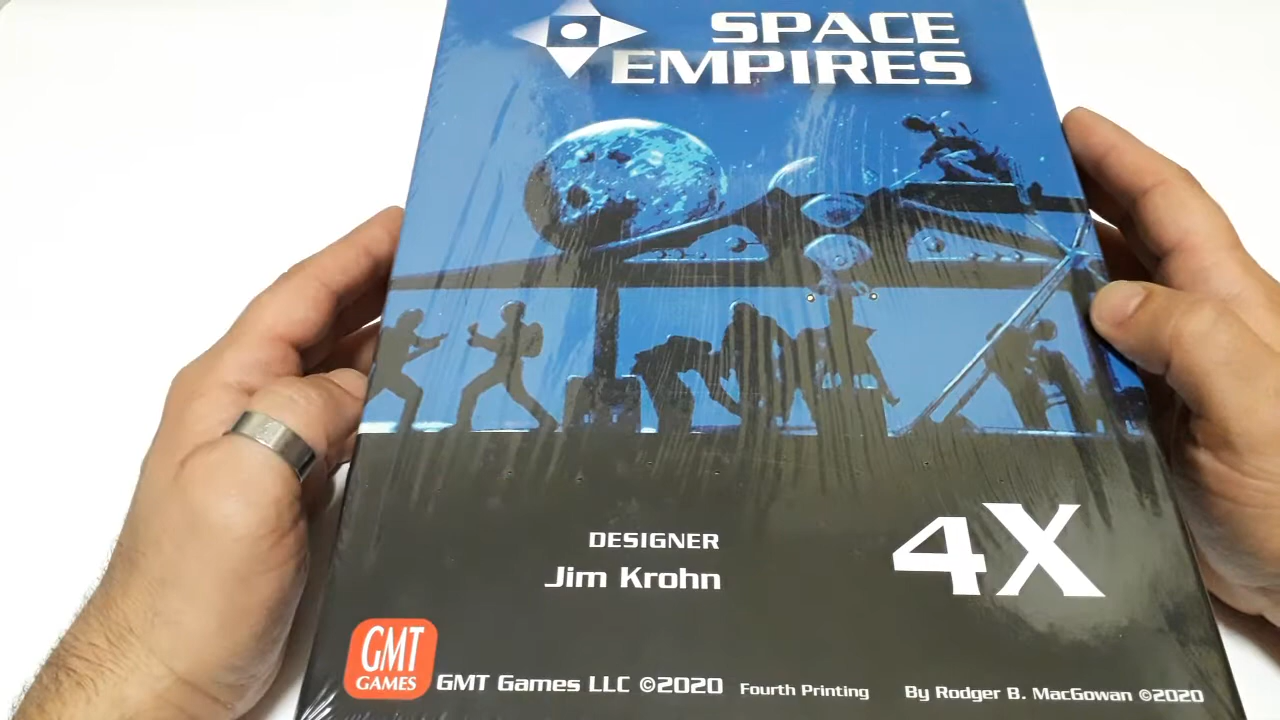 SPACE
EMPIRES
DESIGNER
Jim Krohn
4X
GMT
GAMES
GMT Games LLC ©2020 Fourth Printing By Rodger B. MacGowan ©2020